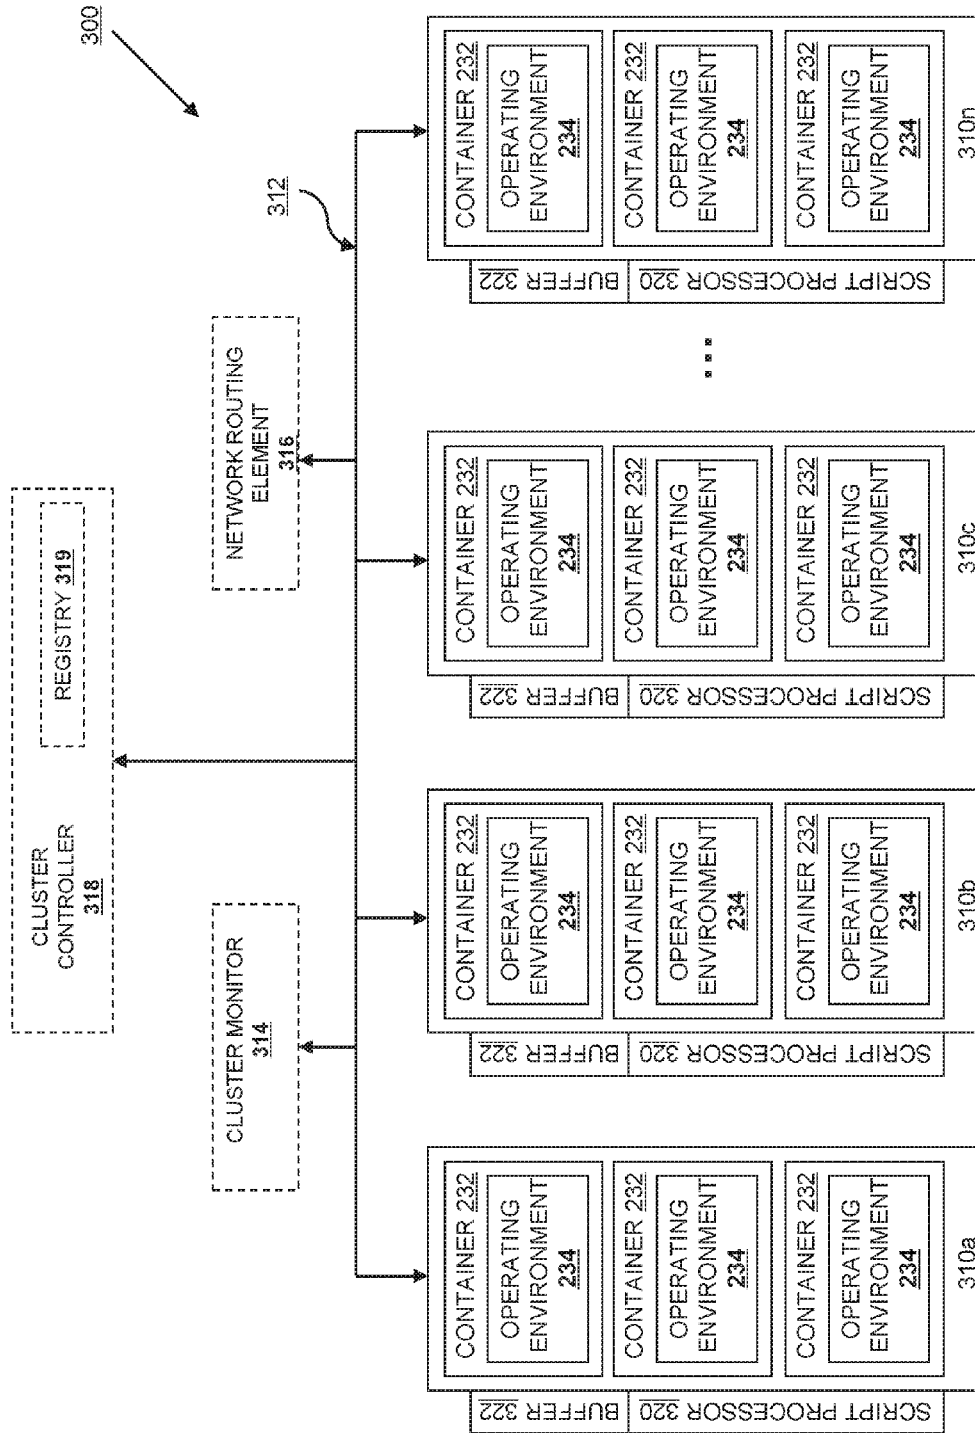 300
CLUSTER
CONTROLLER
318
REGISTRY 319
CLUSTER MONITOR
314
NETWORK ROUTING
ELEMENT
316
312
BUFFER 322
SCRIPT PROCESSOR 320
CONTAINER 232
OPERATING
ENVIRONMENT
234
CONTAINER 232
OPERATING
ENVIRONMENT
234
CONTAINER 232
OPERATING
ENVIRONMENT
234
310a
BUFFER 322
SCRIPT PROCESSOR 320
CONTAINER 232
OPERATING
ENVIRONMENT
234
CONTAINER 232
OPERATING
ENVIRONMENT
234
CONTAINER 232
OPERATING
ENVIRONMENT
234
310b
BUFFER 322
SCRIPT PROCESSOR 320
CONTAINER 232
OPERATING
ENVIRONMENT
234
CONTAINER 232
OPERATING
ENVIRONMENT
234
CONTAINER 232
OPERATING
ENVIRONMENT
234
310c
...
BUFFER 322
SCRIPT PROCESSOR 320
CONTAINER 232
OPERATING
ENVIRONMENT
234
CONTAINER 232
OPERATING
ENVIRONMENT
234
CONTAINER 232
OPERATING
ENVIRONMENT
234
310n